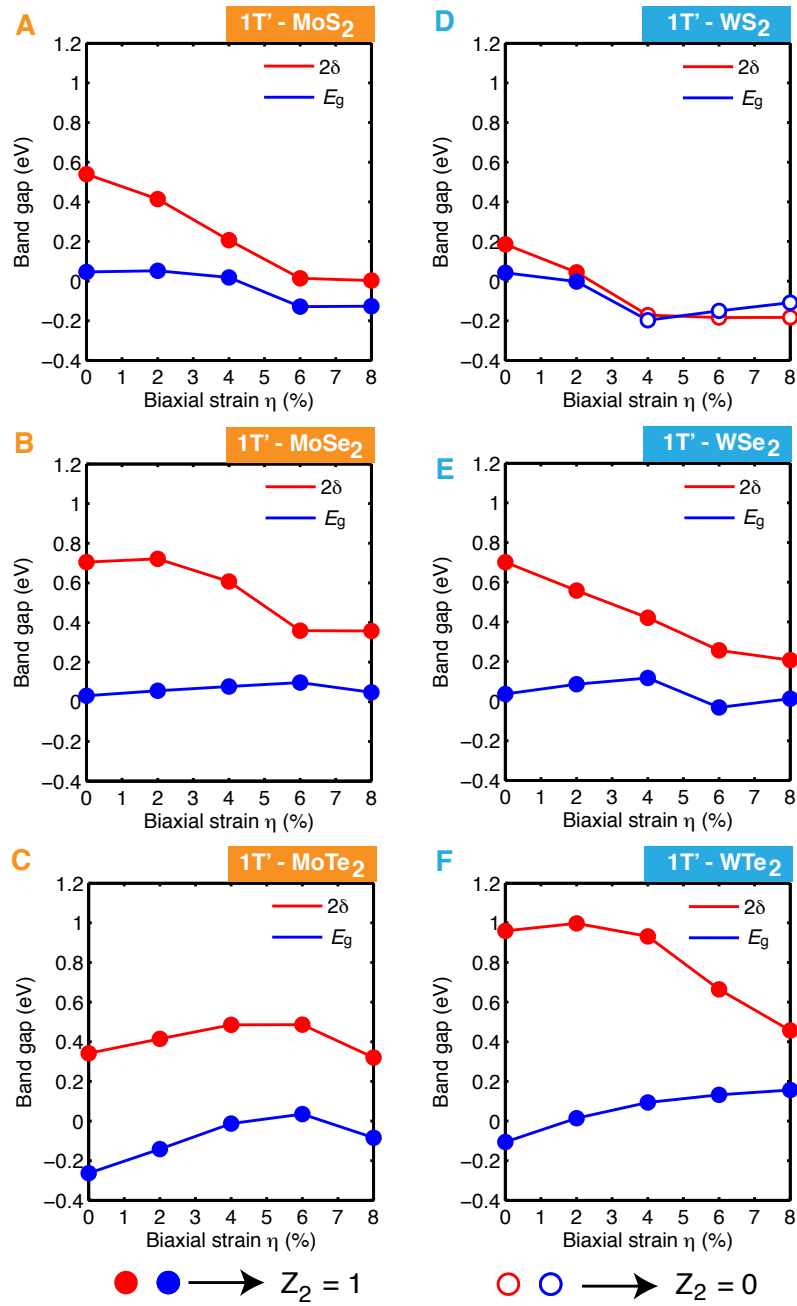 A
1T' - MoS2
1.2
1
0.8
0.6
0.4
0.2
0
−0.2
−0.4
Band gap (eV)
2δ
Eg
0 1 2 3 4 5 6 7 8
Biaxial strain η (%)
D
1T' - WS2
1.2
1
0.8
0.6
0.4
0.2
0
−0.2
−0.4
Band gap (eV)
2δ
Eg
0 1 2 3 4 5 6 7 8
Biaxial strain η (%)
B
1T' - MoSe2
1.2
1
0.8
0.6
0.4
0.2
0
−0.2
−0.4
Band gap (eV)
2δ
Eg
0 1 2 3 4 5 6 7 8
Biaxial strain η (%)
E
1T' - WSe2
1.2
1
0.8
0.6
0.4
0.2
0
−0.2
−0.4
Band gap (eV)
2δ
Eg
0 1 2 3 4 5 6 7 8
Biaxial strain η (%)
C
1T' - MoTe2
1.2
1
0.8
0.6
0.4
0.2
0
−0.2
−0.4
Band gap (eV)
2δ
Eg
0 1 2 3 4 5 6 7 8
Biaxial strain η (%)
F
1T' - WTe2
1.2
1
0.8
0.6
0.4
0.2
0
−0.2
−0.4
Band gap (eV)
2δ
Eg
0 1 2 3 4 5 6 7 8
Biaxial strain η (%)
Z2 = 1
Z2 = 0